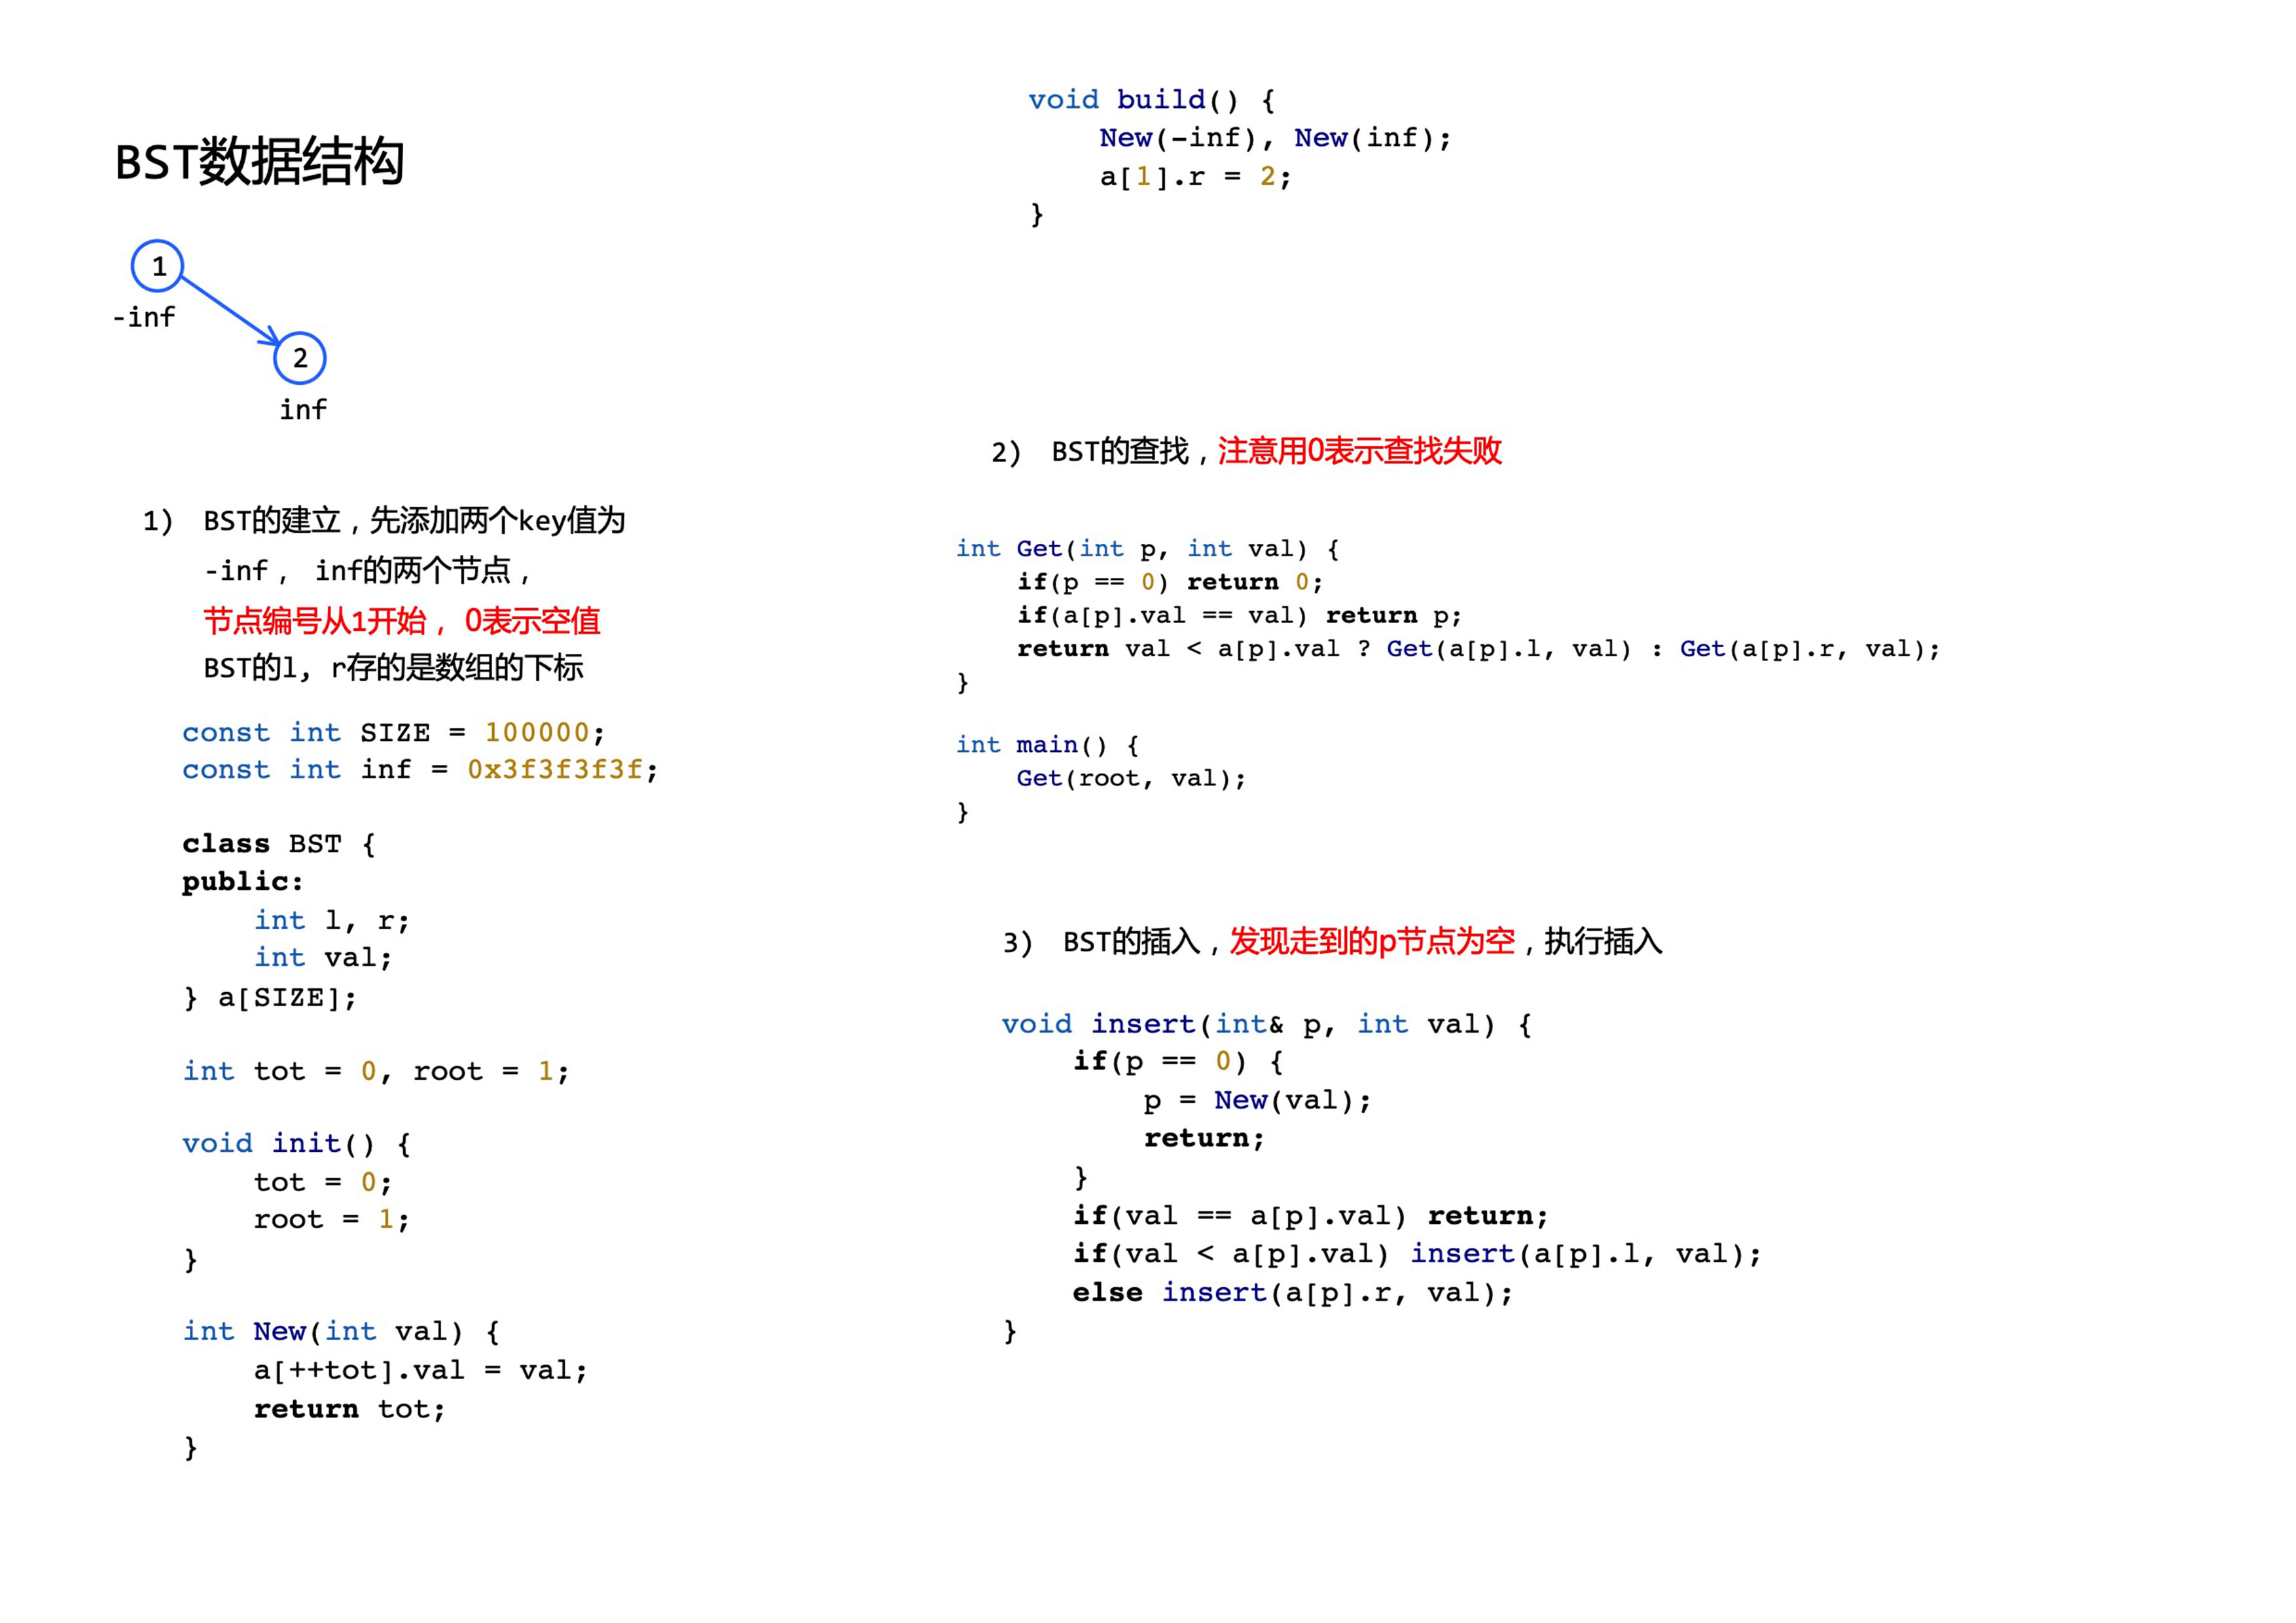 BST数据结构
1
-inf
2
inf
1) BST的建立，先添加两个key值为
-inf， inf的两个节点，
节点编号从1开始， 0表示空值
BST的l, r存的是数组的下标
const int SIZE = 100000;
const int inf = 0x3f3f3f3f;
class BST {
public:
    int l, r;
    int val;
} a[SIZE];
int tot = 0, root = 1;
void init() {
    tot = 0;
    root = 1;
}
int New(int val) {
    a[++tot].val = val;
    return tot;
}
void build() {
    New(-inf), New(inf);
    a[1].r = 2;
}
2) BST的查找，注意用0表示查找失败
int Get(int p, int val) {
    if(p == 0) return 0;
    if(a[p].val == val) return p;
    return val < a[p].val ? Get(a[p].l, val) : Get(a[p].r, val);
}
int main() {
    Get(root, val);
}
3) BST的插入，发现走到的p节点为空，执行插入
void insert(int& p, int val) {
    if(p == 0) {
        p = New(val);
        return;
    }
    if(val == a[p].val) return;
    if(val < a[p].val) insert(a[p].l, val);
    else insert(a[p].r, val);
}